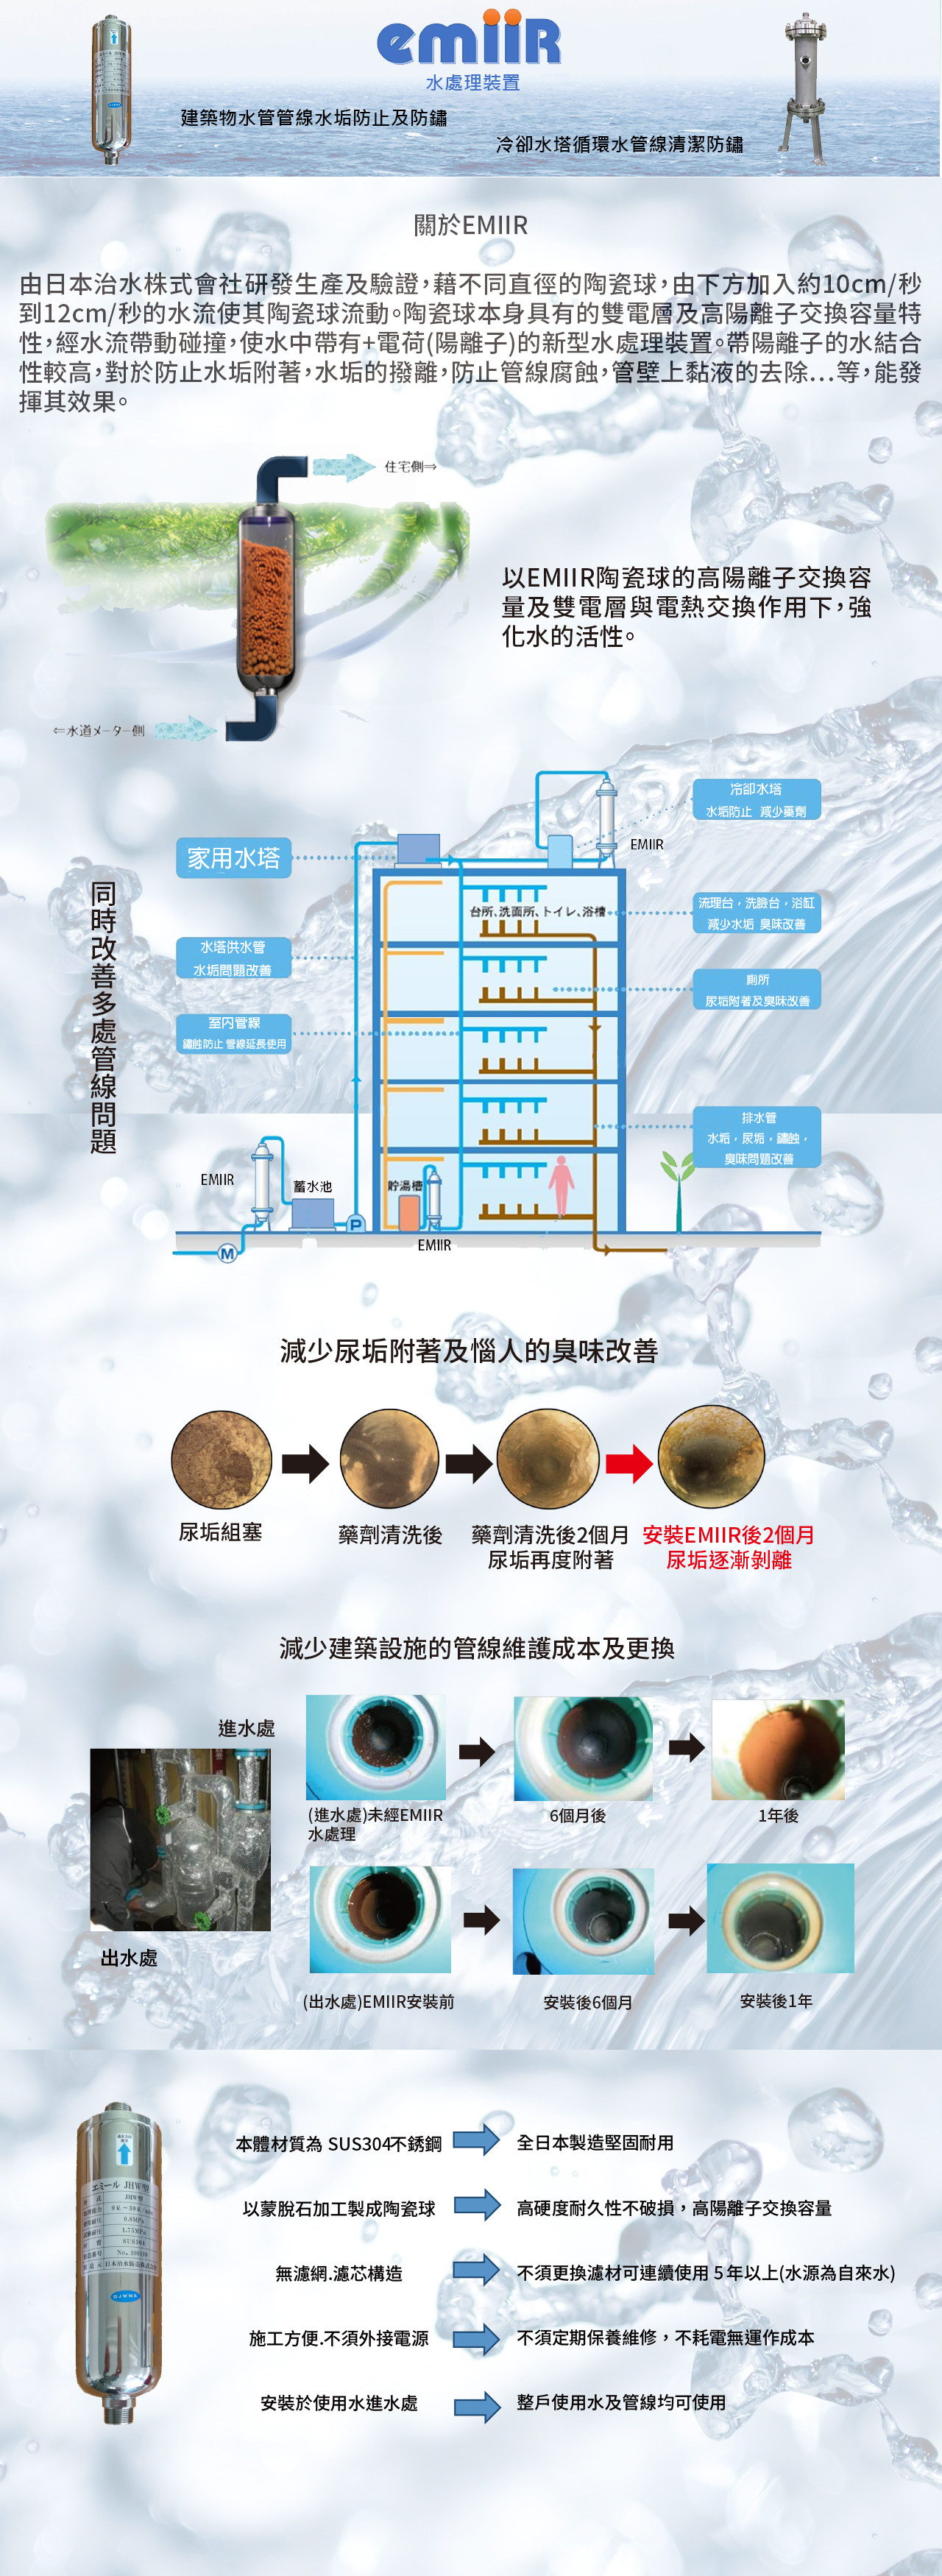 emiiR
水處理裝置
建築物水管管線水垢防止及防鏽
冷卻水塔循環水管線清潔防鏽
關於EMIIR
由日本治水株式會社研發生產及驗證,藉不同直徑的陶瓷球,由下方加入約10cm/秒
到12cm/秒的水流使其陶瓷球流動。陶瓷球本身具有的雙電層及高陽離子交換容量特
性,經水流帶動碰撞,使水中帶有+電荷(陽離子)的新型水處理裝置。帶陽離子的水結合
性較高,對於防止水垢附著,水垢的撥離,防止管線腐蝕,管壁上黏液的去除...等,能發
揮其效果。
住宅側⇒
以EMIIR陶瓷球的高陽離子交換容
量及雙電層與電熱交換作用下,強
化水的活性。
⇐水道メーター側
同時改善多處管線問題
冷卻水塔
水垢防止 減少藥劑
EMIIR
家用水塔
流理台,洗臉台,浴缸
減少水垢 臭味改善
台所、洗面所、トイレ、浴槽
水塔供水管
水垢問題改善
廁所
尿垢附著及臭味改善
室內管線
鏽蝕防止 管線延長使用
排水管
水垢,尿垢,鏽蝕,
臭味問題改善
EMIIR
蓄水池
貯湯槽
P
M
EMIIR
減少尿垢附著及惱人的臭味改善
尿垢組塞
藥劑清洗後
藥劑清洗後2個月
尿垢再度附著
安裝EMIIR後2個月
尿垢逐漸剝離
減少建築設施的管線維護成本及更換
進水處
(進水處)未經EMIIR
水處理
6個月後
1年後
出水處
(出水處)EMIIR安裝前
安裝後6個月
安裝後1年
エミール JHW型
本體材質為 SUS304不銹鋼
全日本製造堅固耐用
以蒙脫石加工製成陶瓷球
高硬度耐久性不破損,高陽離子交換容量
無濾網.濾芯構造
不須更換濾材可連續使用 5 年以上(水源為自來水)
施工方便.不須外接電源
不須定期保養維修,不耗電無運作成本
安裝於使用水進水處
整戶使用水及管線均可使用